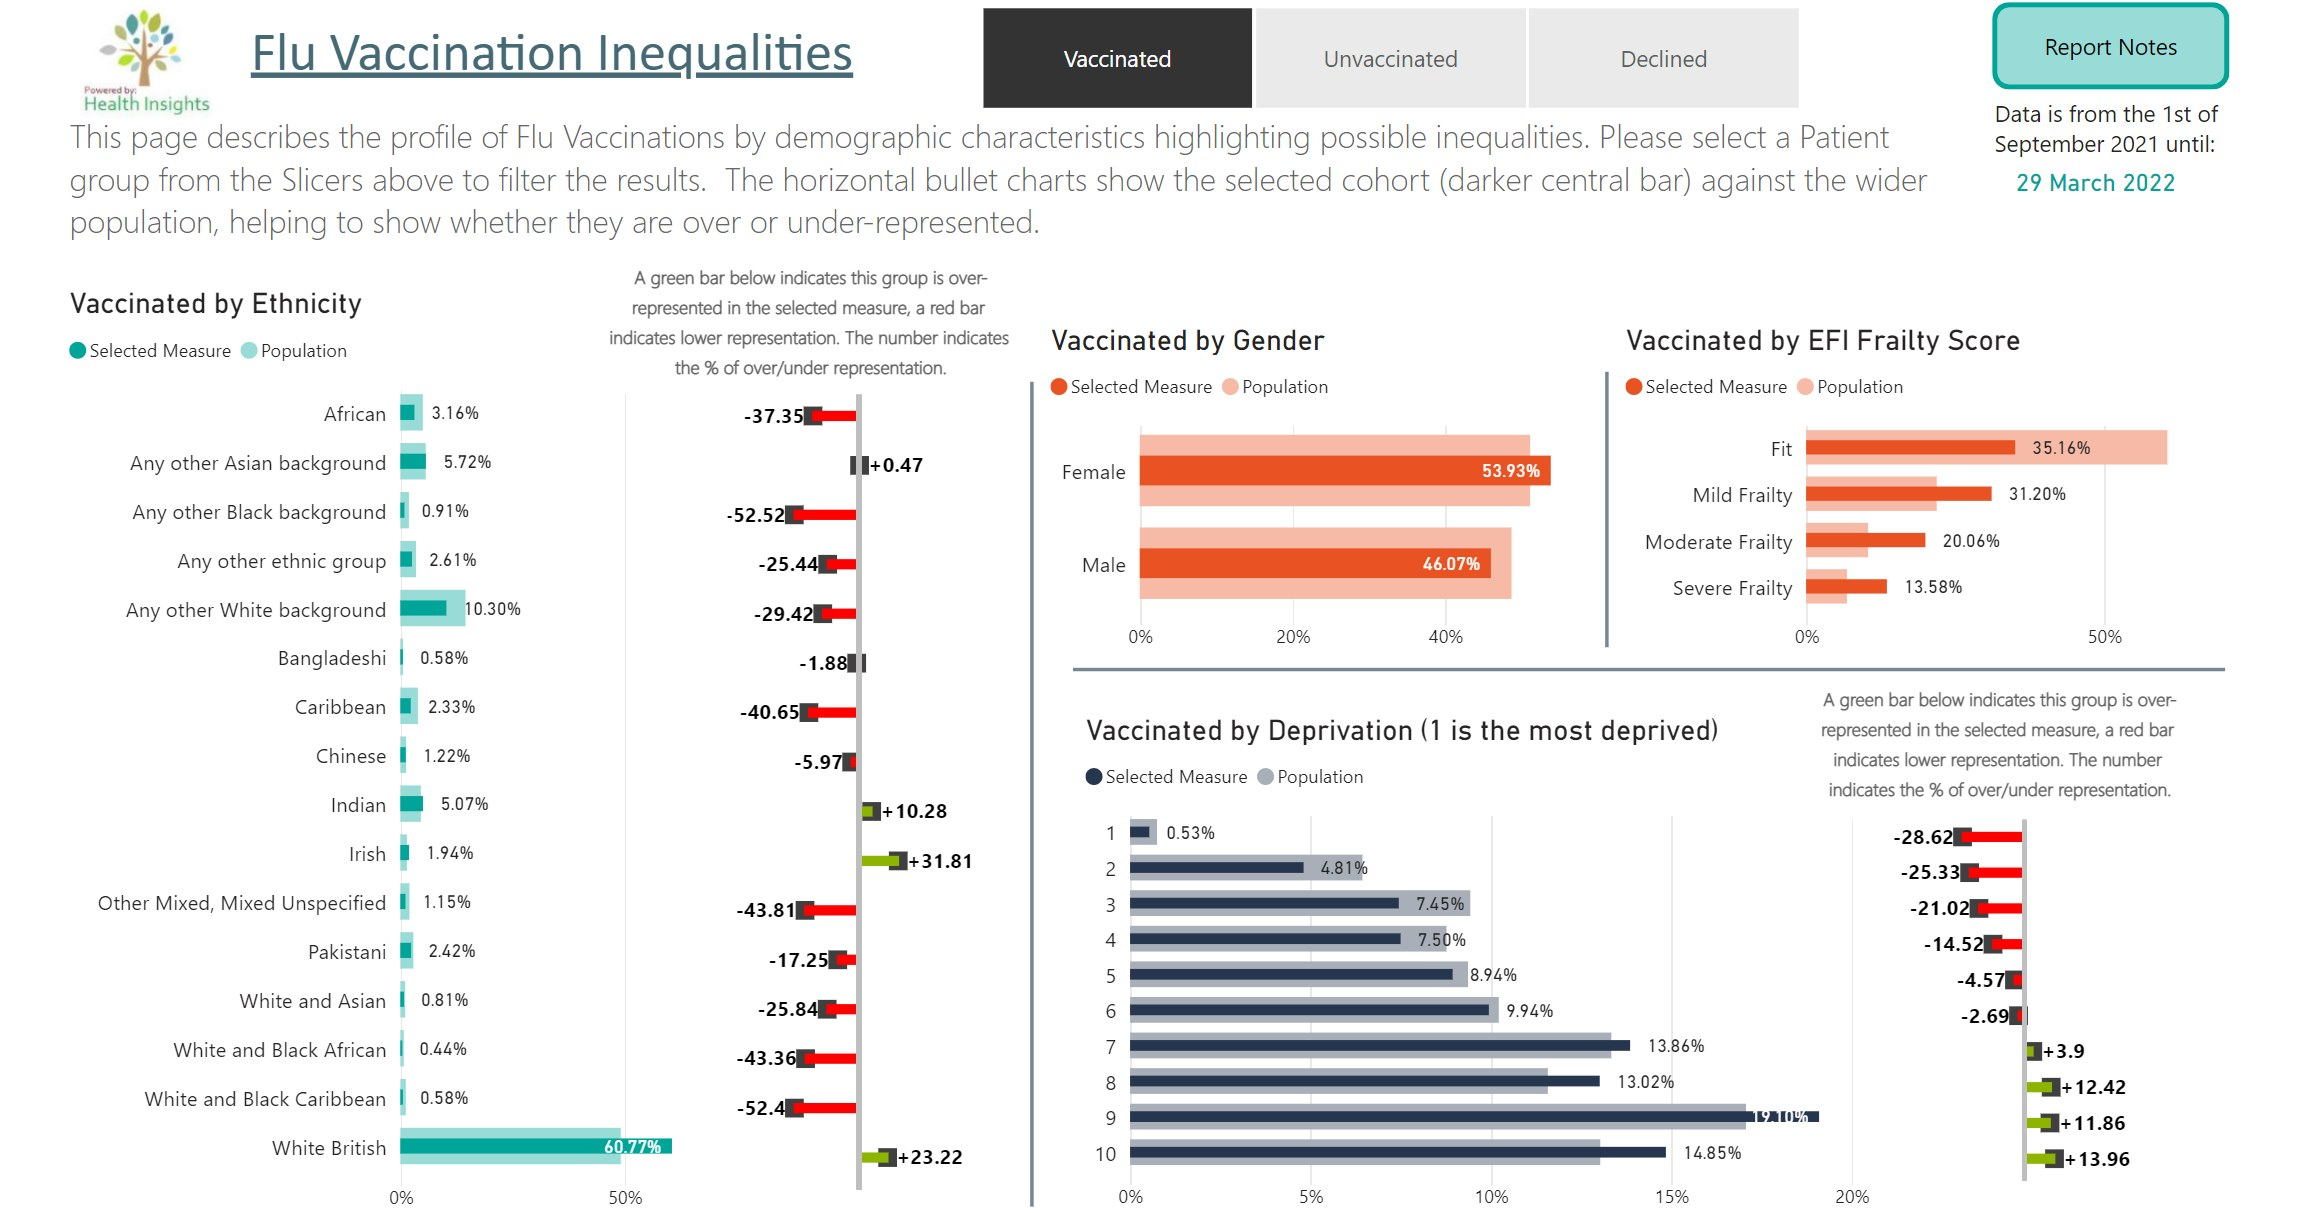 Powered by:
Health Insights
Flu Vaccination Inequalities
Vaccinated
Unvaccinated
Declined
Report Notes
Data is from the 1st of
September 2021 until:
29 March 2022
This page describes the profile of Flu Vaccinations by demographic characteristics highlighting possible inequalities. Please select a Patient
group from the Slicers above to filter the results.  The horizontal bullet charts show the selected cohort (darker central bar) against the wider
population, helping to show whether they are over or under-represented.
Vaccinated by Ethnicity
Selected Measure Population
A green bar below indicates this group is over-
represented in the selected measure, a red bar
indicates lower representation. The number indicates
the % of over/under representation.
African 3.16% -37.35
Any other Asian background 5.72% +0.47
Any other Black background 0.91% -52.52
Any other ethnic group 2.61% -25.44
Any other White background 10.30% -29.42
Bangladeshi 0.58% -1.88
Caribbean 2.33% -40.65
Chinese 1.22% -5.97
Indian 5.07% +10.28
Irish 1.94% +31.81
Other Mixed, Mixed Unspecified 1.15% -43.81
Pakistani 2.42% -17.25
White and Asian 0.81% -25.84
White and Black African 0.44% -43.36
White and Black Caribbean 0.58% -52.4
White British 60.77% +23.22
0% 50%
Vaccinated by Gender
Selected Measure Population
Female 53.93%
Male 46.07%
0% 20% 40%
Vaccinated by EFI Frailty Score
Selected Measure Population
Fit 35.16%
Mild Frailty 31.20%
Moderate Frailty 20.06%
Severe Frailty 13.58%
0% 50%
Vaccinated by Deprivation (1 is the most deprived)
Selected Measure Population
A green bar below indicates this group is over-
represented in the selected measure, a red bar
indicates lower representation. The number
indicates the % of over/under representation.
1 0.53% -28.62
2 4.81% -25.33
3 7.45% -21.02
4 7.50% -14.52
5 8.94% -4.57
6 9.94% -2.69
7 13.86% +3.9
8 13.02% +12.42
9 19.10% +11.86
10 14.85% +13.96
0% 5% 10% 15% 20%